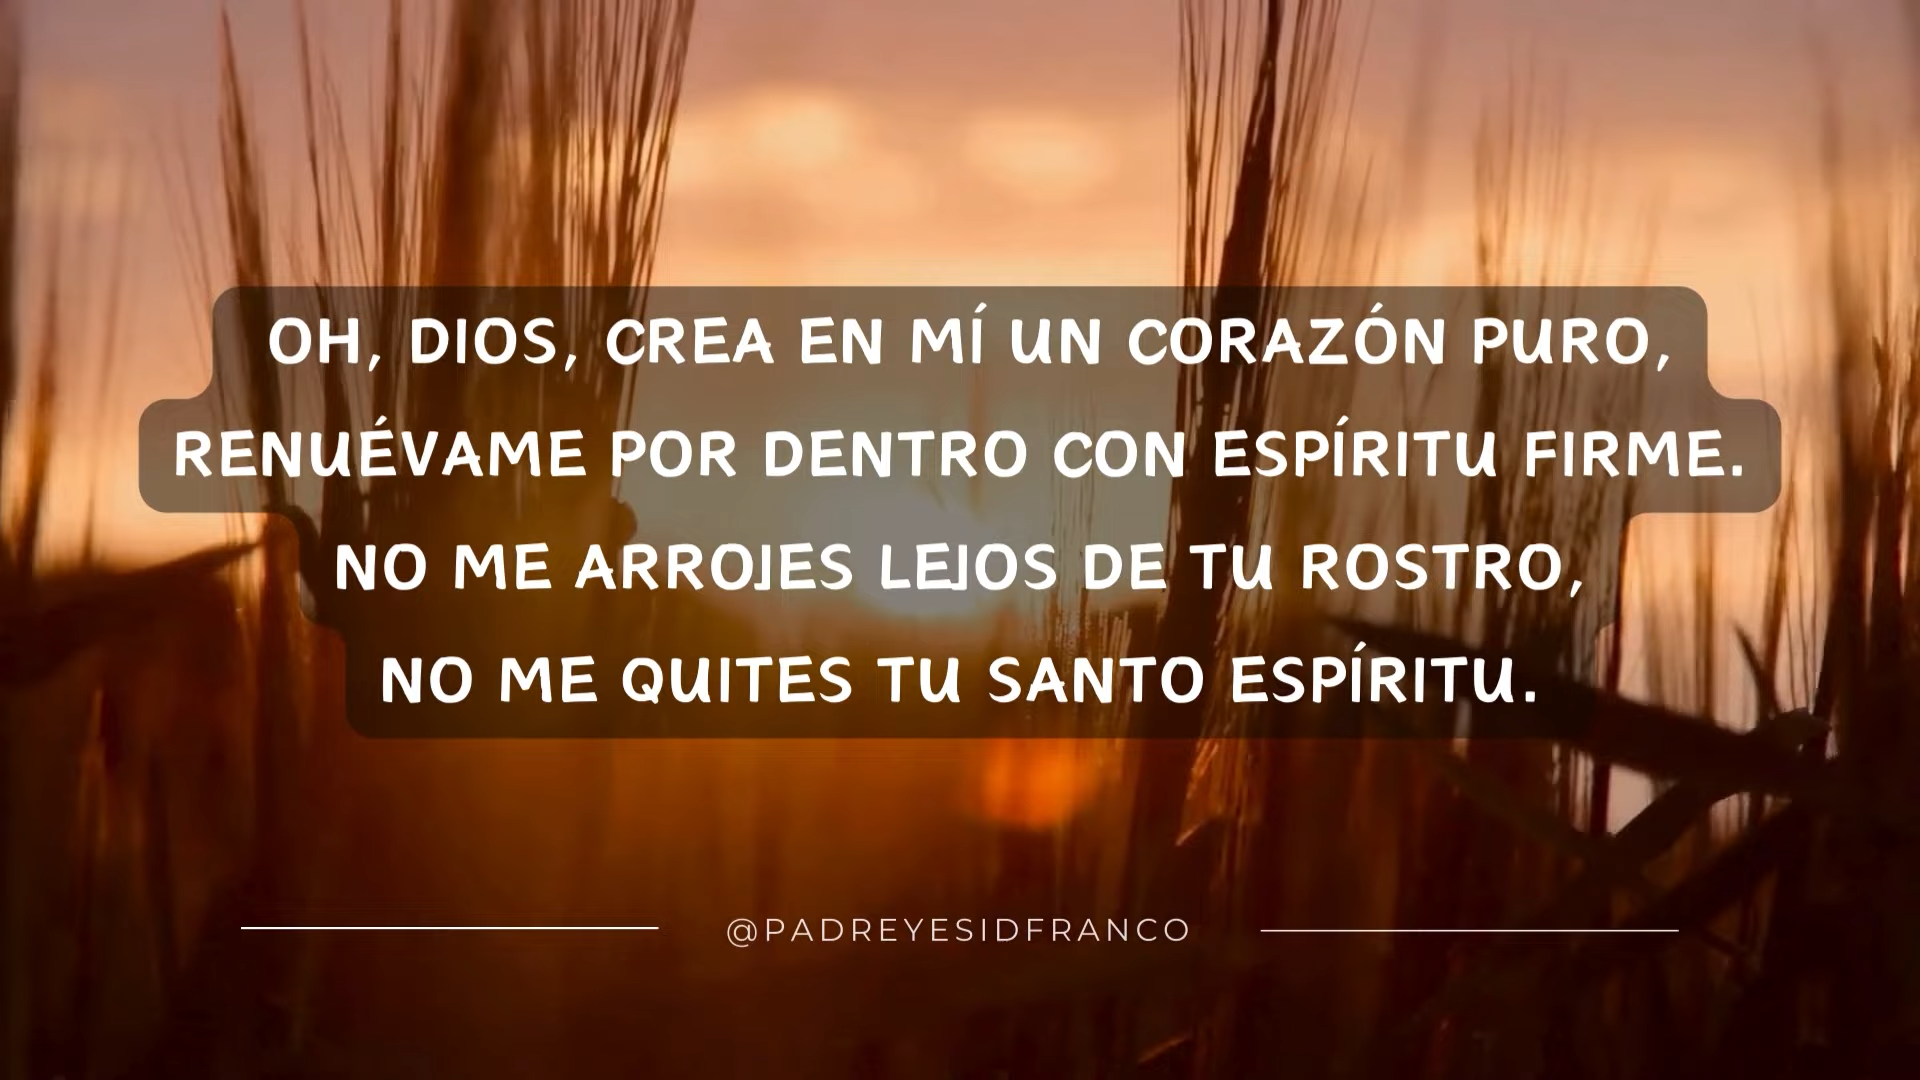 OH, DIOS, CREA EN MÍ UN CORAZÓN PURO,
RENUÉVAME POR DENTRO CON ESPÍRITU FIRME.
NO ME ARROJES LEJOS DE TU ROSTRO,
NO ME QUITES TU SANTO ESPÍRITU.
@PADREYESIDFRANCO